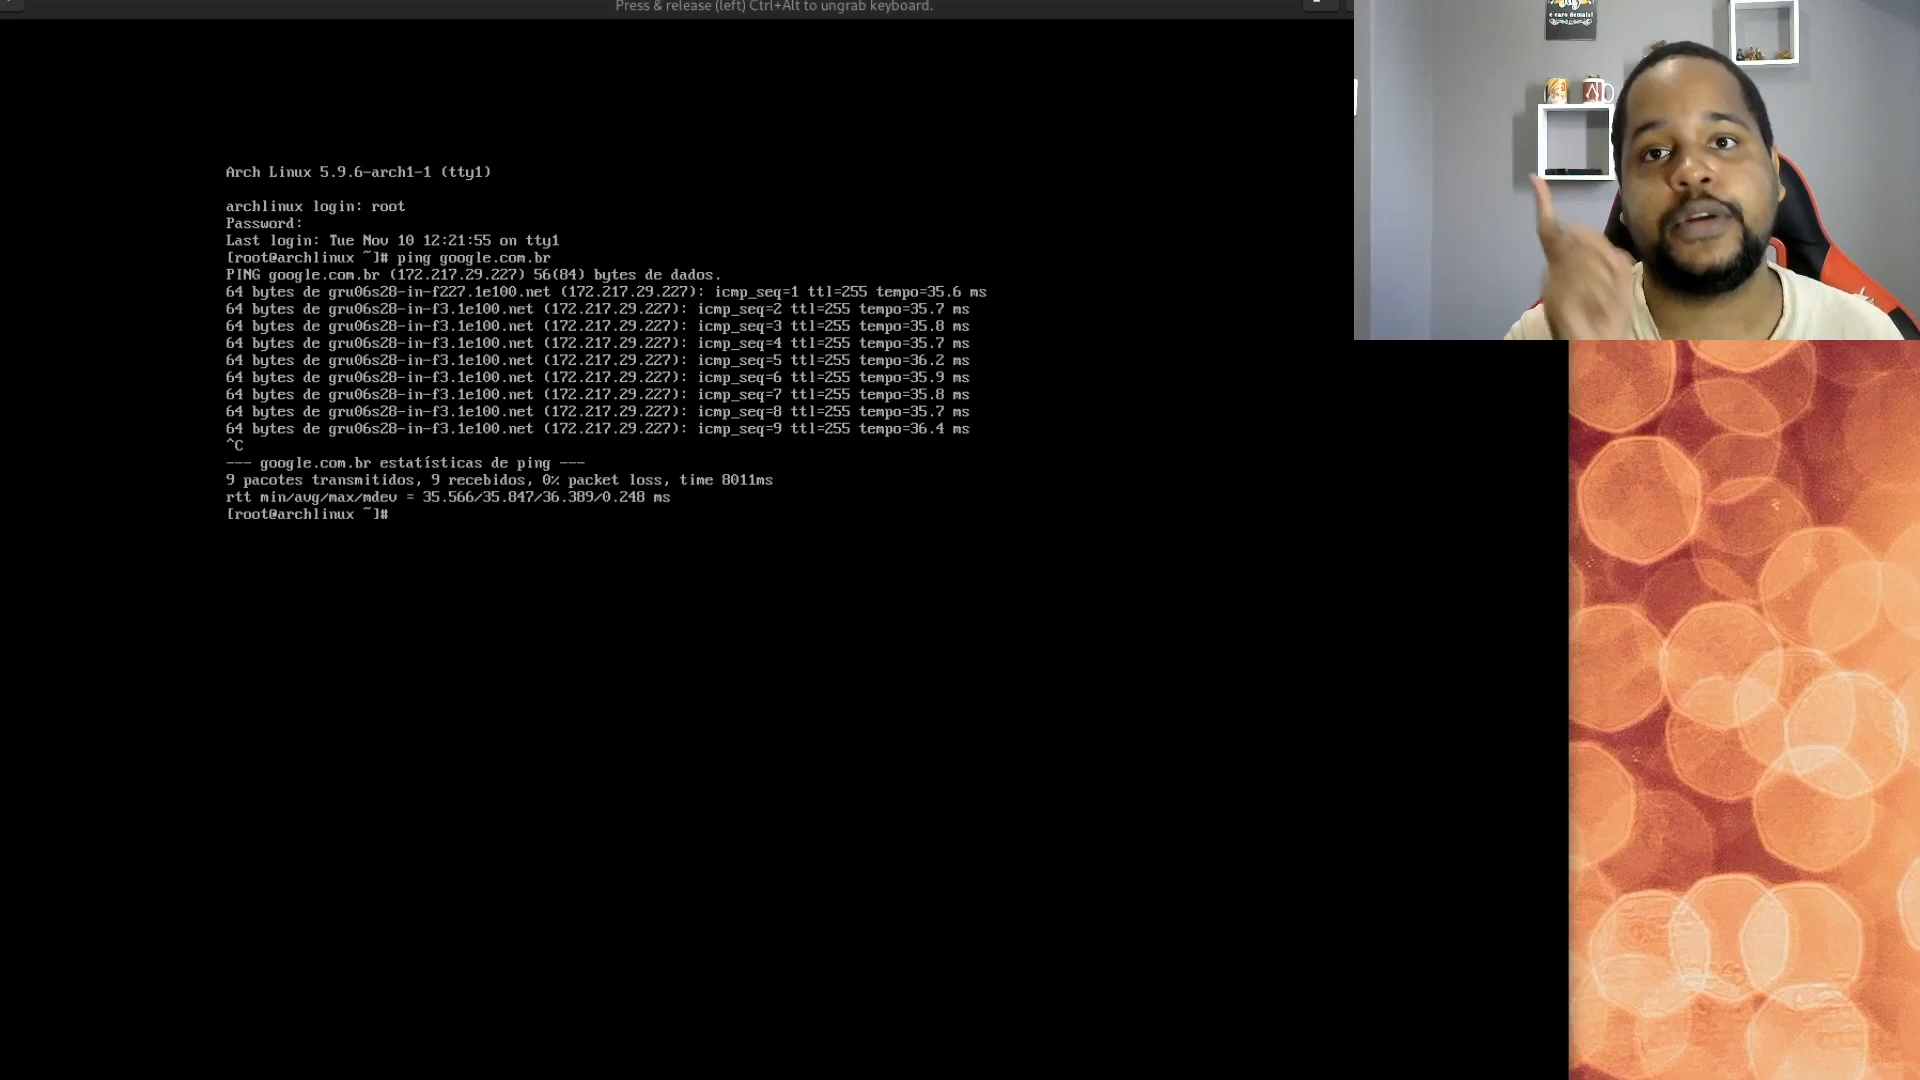 Press & release (left) Ctrl+Alt to ungrab keyboard.
é caro demais!
Arch Linux 5.9.6-arch1-1 (tty1)
archlinux login: root
Password:
Last login: Tue Nov 10 12:21:55 on tty1
[root@archlinux ~]# ping google.com.br
PING google.com.br (172.217.29.227) 56(84) bytes de dados.
64 bytes de gru06s28-in-f227.1e100.net (172.217.29.227): icmp_seq=1 ttl=255 tempo=35.6 ms
64 bytes de gru06s28-in-f3.1e100.net (172.217.29.227): icmp_seq=2 ttl=255 tempo=35.7 ms
64 bytes de gru06s28-in-f3.1e100.net (172.217.29.227): icmp_seq=3 ttl=255 tempo=35.8 ms
64 bytes de gru06s28-in-f3.1e100.net (172.217.29.227): icmp_seq=4 ttl=255 tempo=35.7 ms
64 bytes de gru06s28-in-f3.1e100.net (172.217.29.227): icmp_seq=5 ttl=255 tempo=36.2 ms
64 bytes de gru06s28-in-f3.1e100.net (172.217.29.227): icmp_seq=6 ttl=255 tempo=35.9 ms
64 bytes de gru06s28-in-f3.1e100.net (172.217.29.227): icmp_seq=7 ttl=255 tempo=35.8 ms
64 bytes de gru06s28-in-f3.1e100.net (172.217.29.227): icmp_seq=8 ttl=255 tempo=35.7 ms
64 bytes de gru06s28-in-f3.1e100.net (172.217.29.227): icmp_seq=9 ttl=255 tempo=36.4 ms
^C
--- google.com.br estatísticas de ping ---
9 pacotes transmitidos, 9 recebidos, 0% packet loss, time 8011ms
rtt min/avg/max/mdev = 35.566/35.847/36.389/0.248 ms
[root@archlinux ~]#